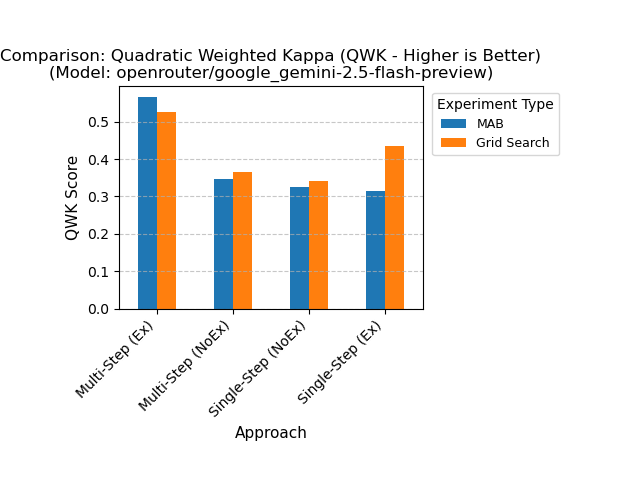 Comparison: Quadratic Weighted Kappa (QWK - Higher is Better)
(Model: openrouter/google_gemini-2.5-flash-preview)
Experiment Type
MAB
Grid Search
QWK Score
0.5
0.4
0.3
0.2
0.1
0.0
Multi-Step (Ex)
Multi-Step (NoEx)
Single-Step (NoEx)
Single-Step (Ex)
Approach